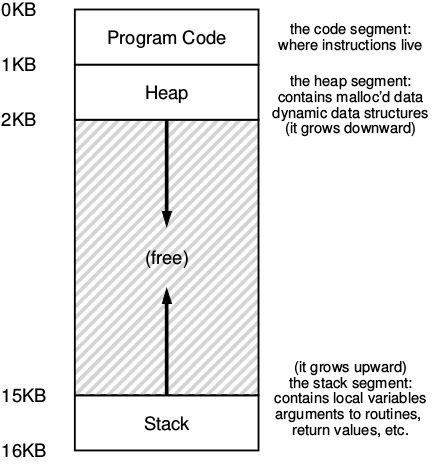 0KB
Program Code
the code segment:
where instructions live
1KB
Heap
the heap segment:
contains malloc'd data
dynamic data structures
(it grows downward)
2KB
(free)
(it grows upward)
the stack segment:
contains local variables
arguments to routines,
return values, etc.
15KB
Stack
16KB